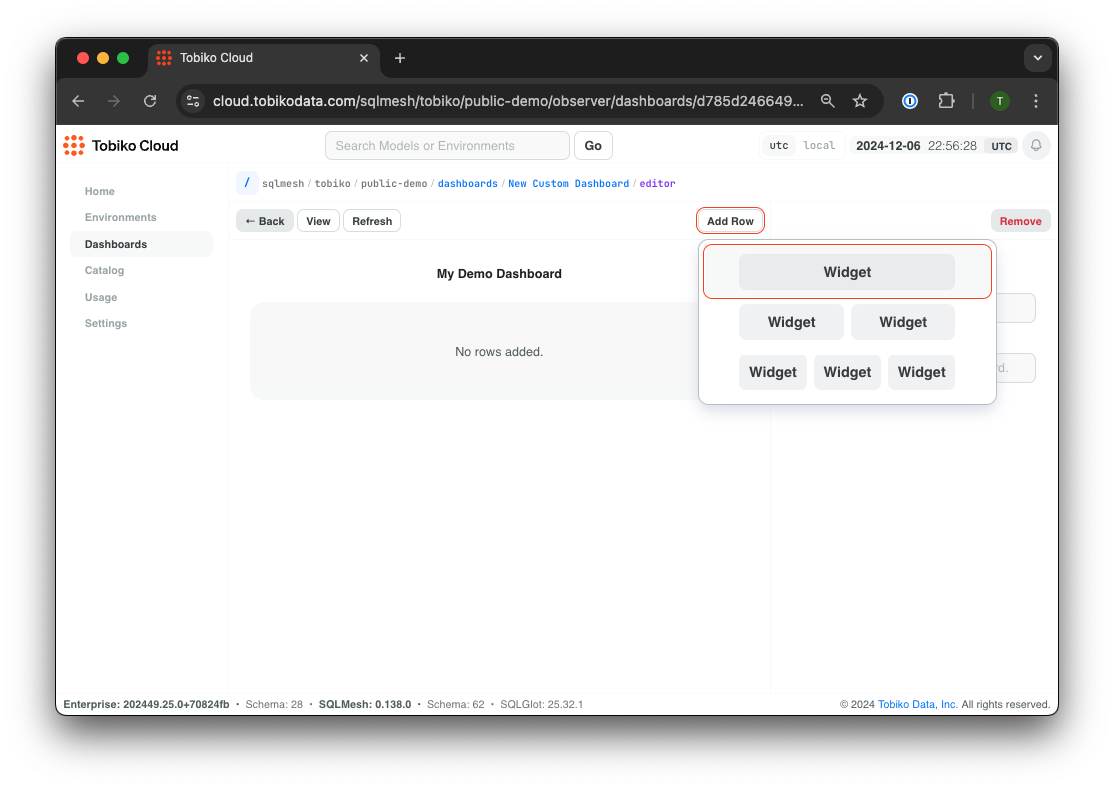 Tobiko Cloud
cloud.tobikodata.com/sqlmesh/tobiko/public-demo/observer/dashboards/d785d246649...
T
Tobiko Cloud
Search Models or Environments
Go
utc local
2024-12-06 22:56:28 UTC
Home
Environments
Dashboards
Catalog
Usage
Settings
/ sqlmesh / tobiko / public-demo / dashboards / New Custom Dashboard / editor
← Back
View
Refresh
Add Row
Remove
My Demo Dashboard
No rows added.
Widget
Widget Widget
Widget Widget Widget
rd.
Enterprise: 202449.25.0+70824fb • Schema: 28 • SQLMesh: 0.138.0 • Schema: 62 • SQLGlot: 25.32.1
© 2024 Tobiko Data, Inc. All rights reserved.